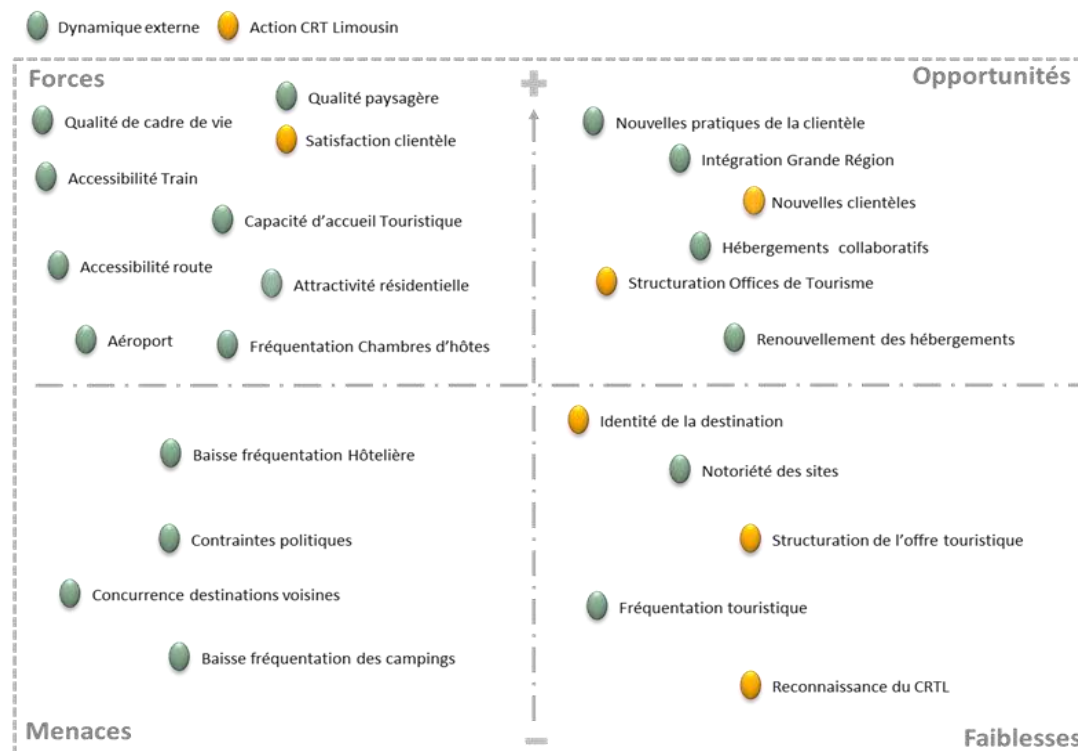 Dynamique externe
Action CRT Limousin
Forces
Qualité paysagère
Qualité de cadre de vie
Satisfaction clientèle
Accessibilité Train
Capacité d'accueil Touristique
Accessibilité route
Attractivité résidentielle
Aéroport
Fréquentation Chambres d'hôtes
Opportunités
Nouvelles pratiques de la clientèle
Intégration Grande Région
Nouvelles clientèles
Hébergements collaboratifs
Structuration Offices de Tourisme
Renouvellement des hébergements
Baisse fréquentation Hôtelière
Contraintes politiques
Concurrence destinations voisines
Baisse fréquentation des campings
Menaces
Identité de la destination
Notoriété des sites
Structuration de l'offre touristique
Fréquentation touristique
Reconnaissance du CRTL
Faiblesses